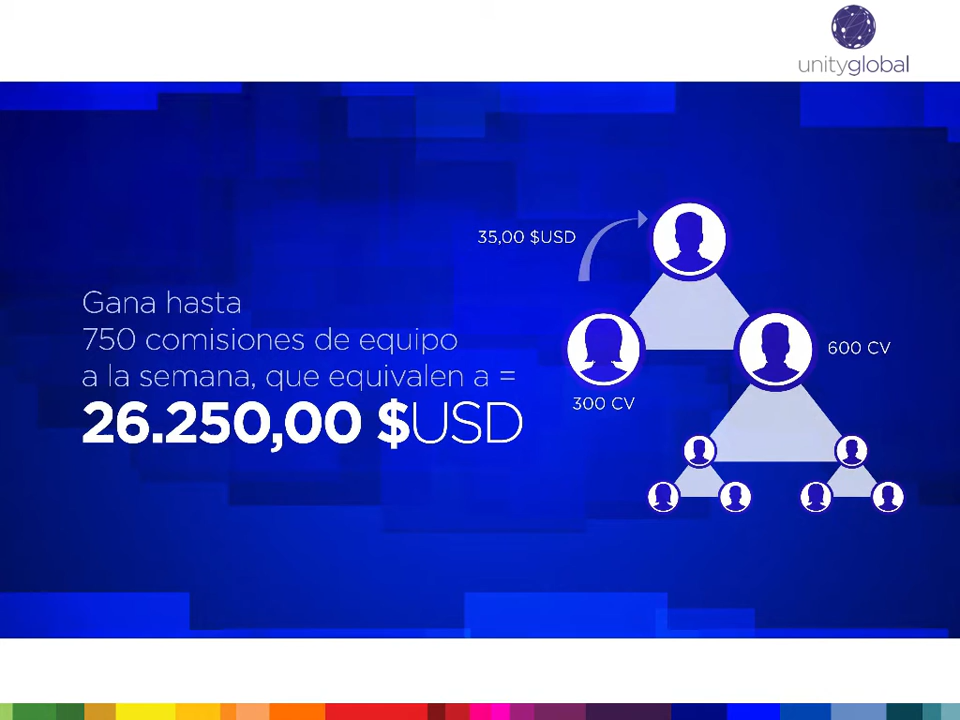 unityglobal
35,00 $USD
Gana hasta
750 comisiones de equipo
a la semana, que equivalen a =
26.250,00 $USD
600 CV
300 CV